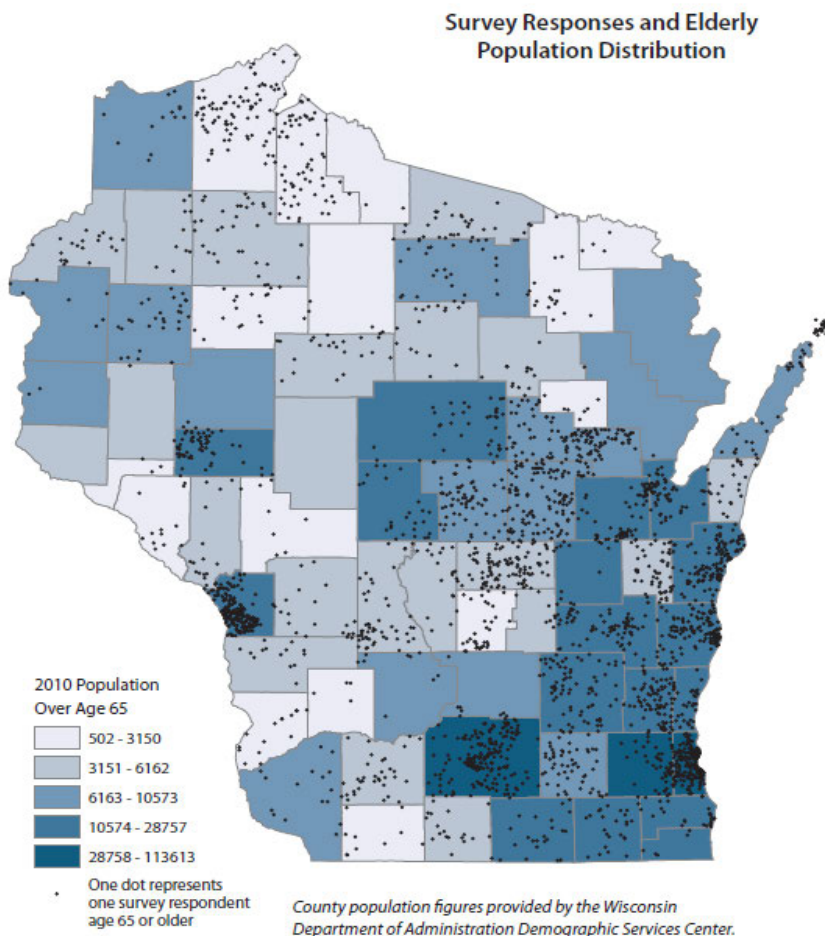 Survey Responses and Elderly
Population Distribution
2010 Population
Over Age 65
502 - 3150
3151 - 6162
6163 - 10573
10574 - 28757
28758 - 113613
One dot represents
one survey respondent
age 65 or older
County population figures provided by the Wisconsin
Department of Administration Demographic Services Center.